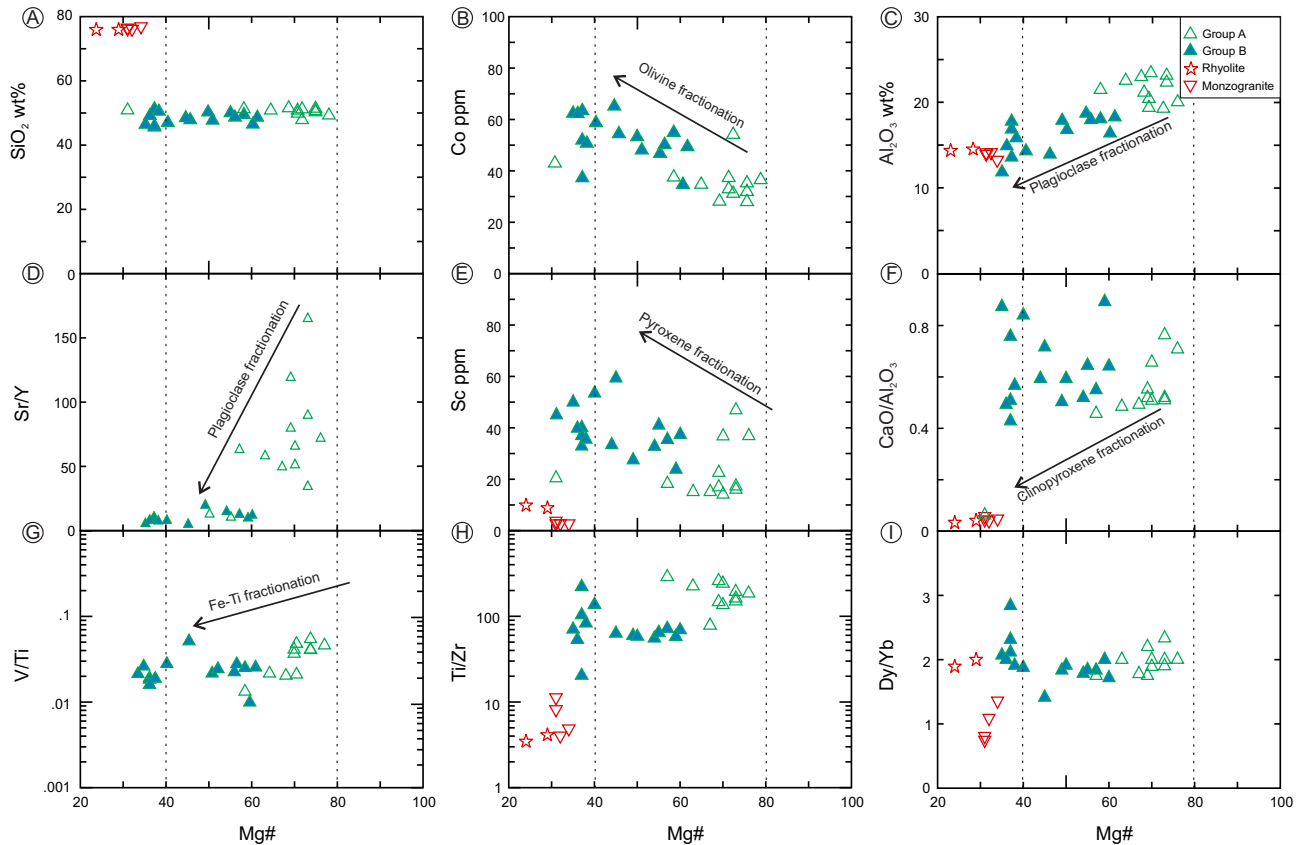 A
80
60
40
20
0
SiO2 wt%
B
100
80
60
40
20
0
Co ppm
Olivine fractionation
C
30
20
10
0
Al2O3 wt%
Plagioclase fractionation
Group A
Group B
Rhyolite
Monzogranite
D
150
100
50
0
Sr/Y
Plagioclase fractionation
E
80
60
40
20
0
Sc ppm
Pyroxene fractionation
F
0.8
0.4
0
CaO/Al2O3
Clinopyroxene fractionation
G
.1
.01
.001
V/Ti
Fe-Ti fractionation
20
40
60
80
100
Mg#
H
100
10
1
Ti/Zr
20
40
60
80
100
Mg#
I
3
2
1
0
Dy/Yb
20
40
60
80
100
Mg#